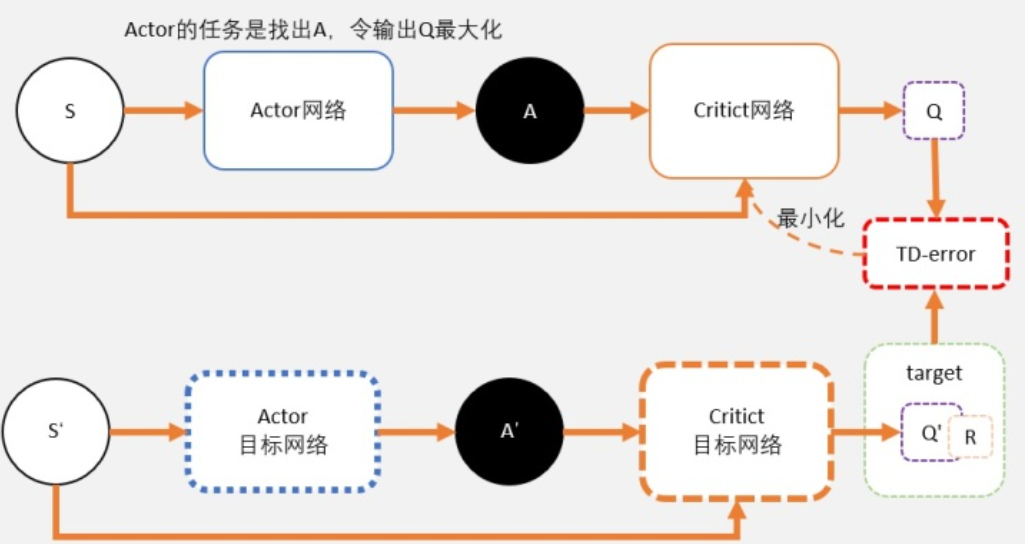 Actor的任务是找出A，令输出Q最大化
S
Actor网络
A
Critict网络
Q
最小化
TD-error
S‘
Actor
目标网络
A'
Critict
目标网络
target
Q'
R